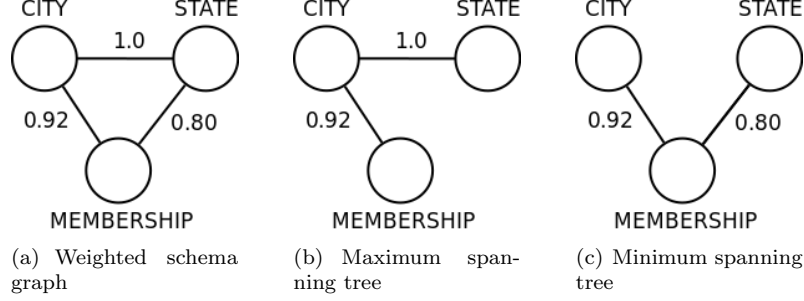 CITY STATE
1.0
0.92 0.80
MEMBERSHIP
(a) Weighted schema
graph
CITY STATE
1.0
0.92
MEMBERSHIP
(b) Maximum span-
ning tree
CITY STATE
0.92 0.80
MEMBERSHIP
(c) Minimum spanning
tree